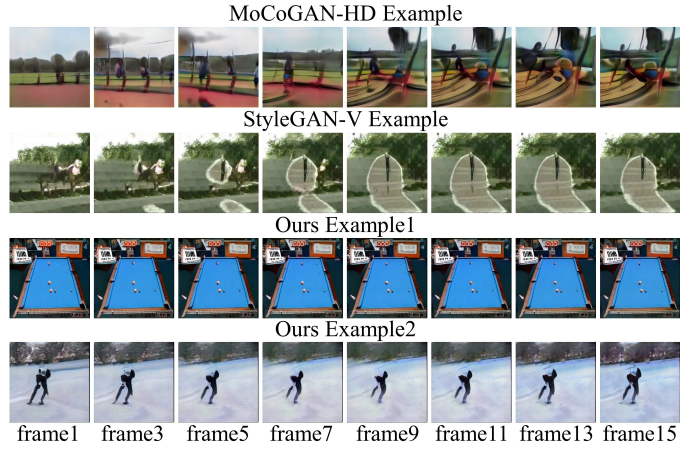 MoCoGAN-HD Example
StyleGAN-V Example
Ours Example1
Ours Example2
frame1 frame3 frame5 frame7 frame9 frame11 frame13 frame15